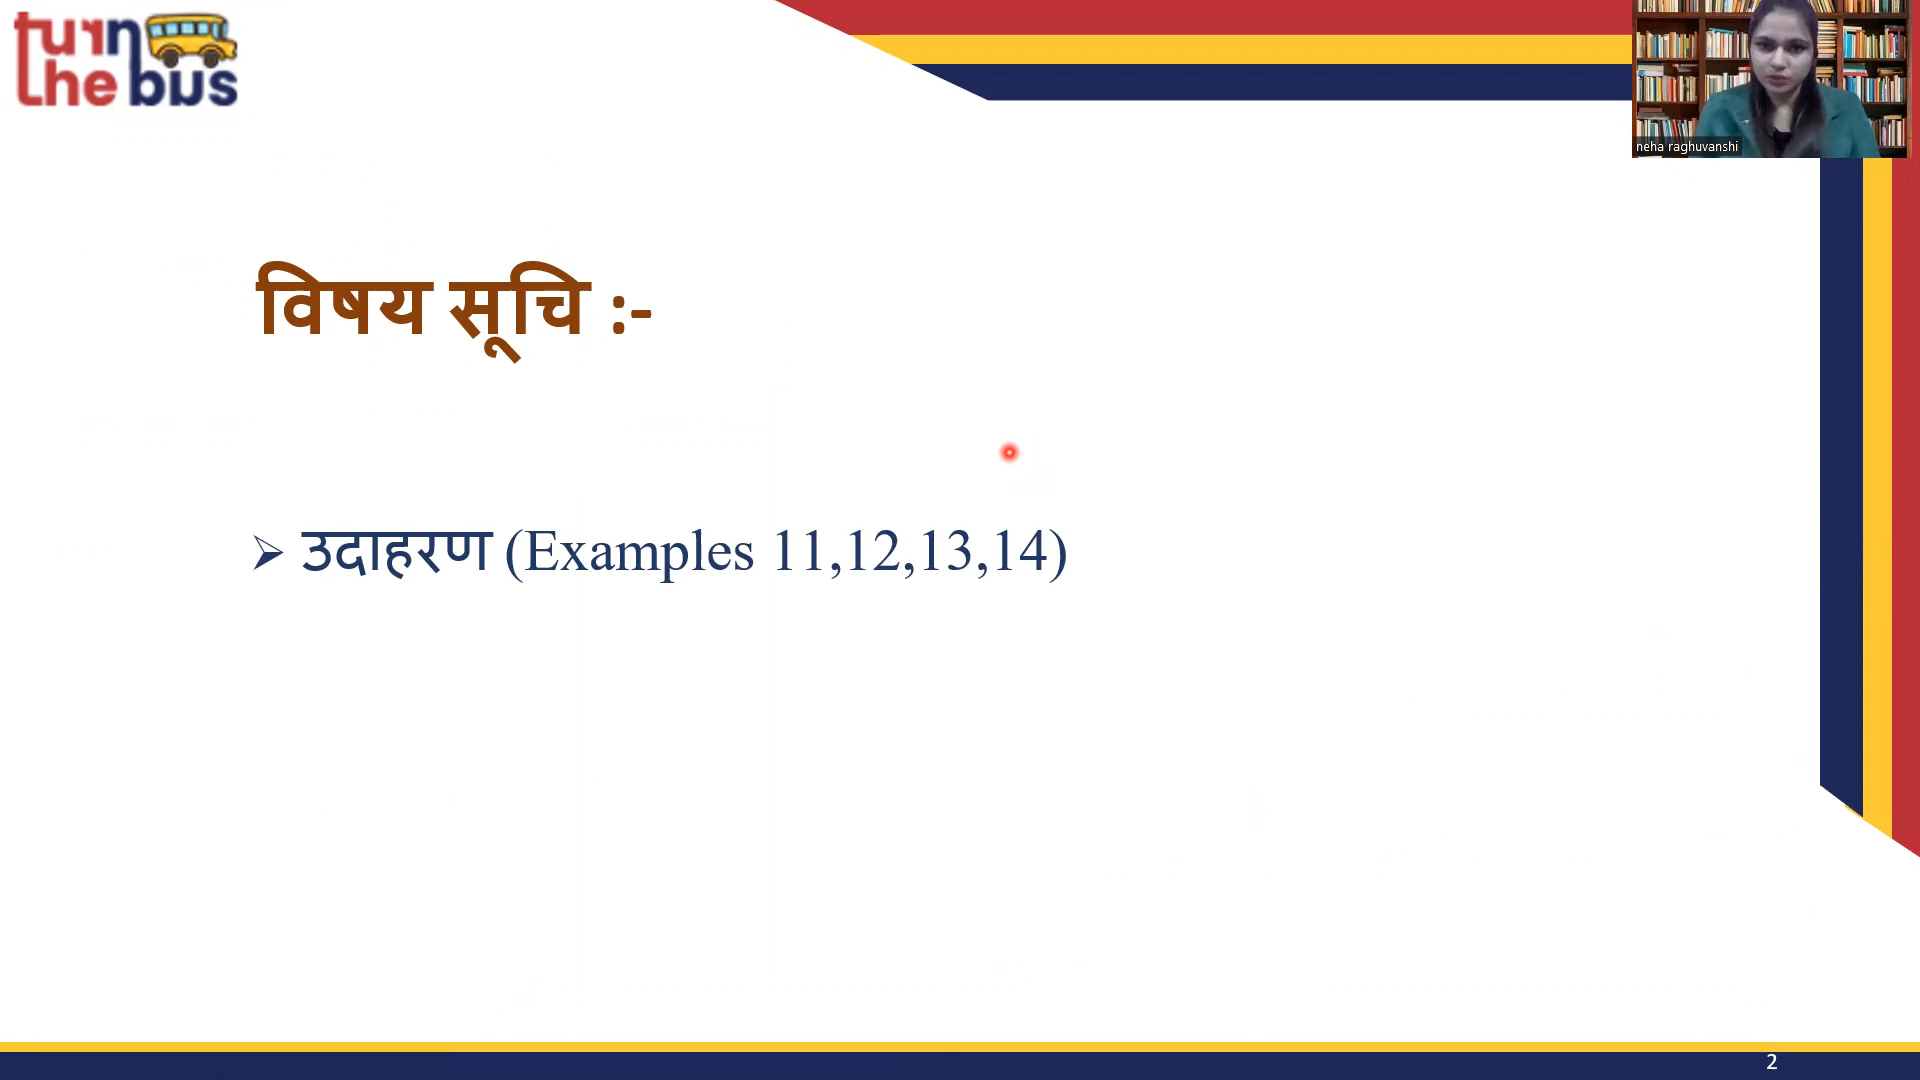 turn
the bus
neha raghuvanshi
विषय सूचि :-
➢ उदाहरण (Examples 11,12,13,14)
2